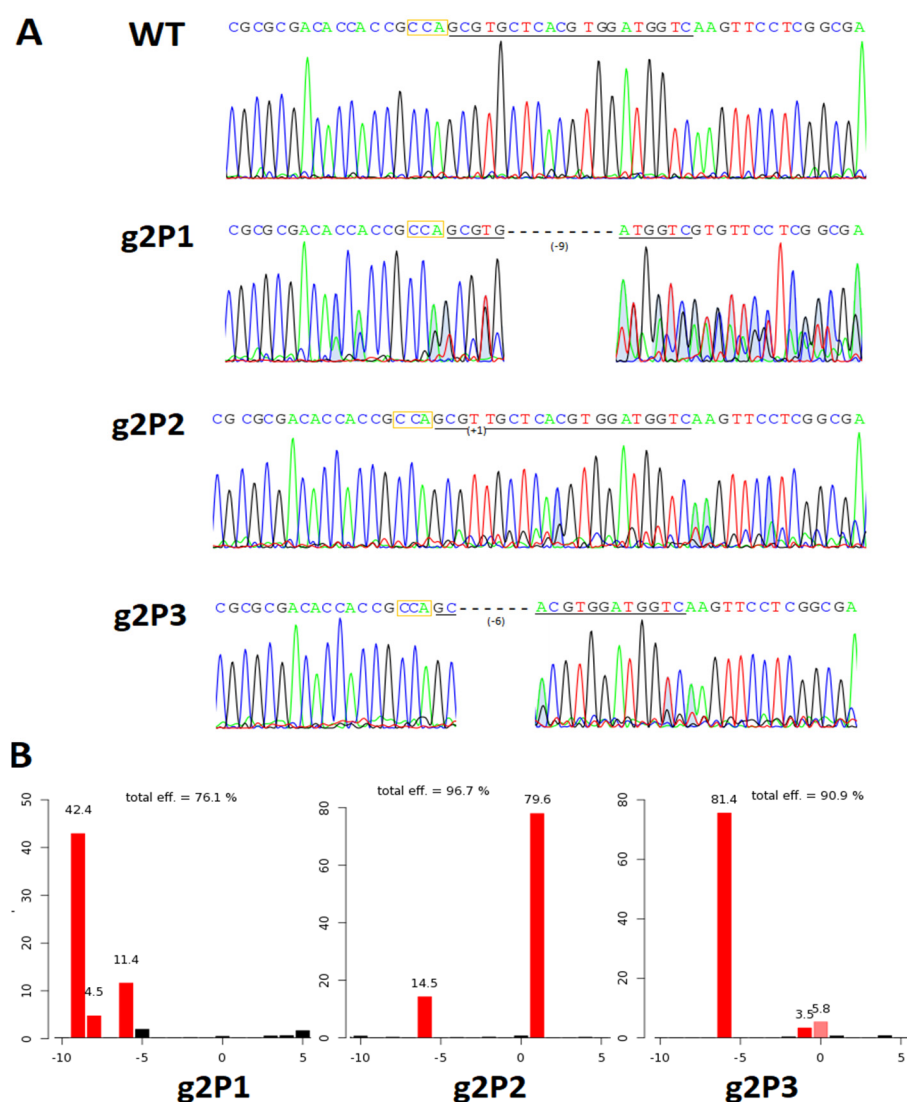 A
WT CGCGCGACACCACCGCCAGCGTGCTCACGTGGATGGTCAAGTTCCTCGGCGA
g2P1 CGCGCGACACCACCGCCAGCGTG---------ATGGTCGTGTTCCTCGGCGA
(-9)
g2P2 CG CGCGACACCACCGCCAGCGTTGCTCACGTGGATGGTCAAGTTCCTCGGCGA
(+1)
g2P3 CGCGCGACACCACCGCCAGC------ACGTGGATGGTCAAGTTCCTCGGCGA
(-6)
B
total eff. = 76.1 %
50
40
30
20
10
0
42.4
4.5
11.4
-10 -5 0 5
g2P1
total eff. = 96.7 %
80
60
40
20
0
14.5
79.6
-10 -5 0 5
g2P2
total eff. = 90.9 %
80
60
40
20
0
81.4
3.5
5.8
-10 -5 0 5
g2P3